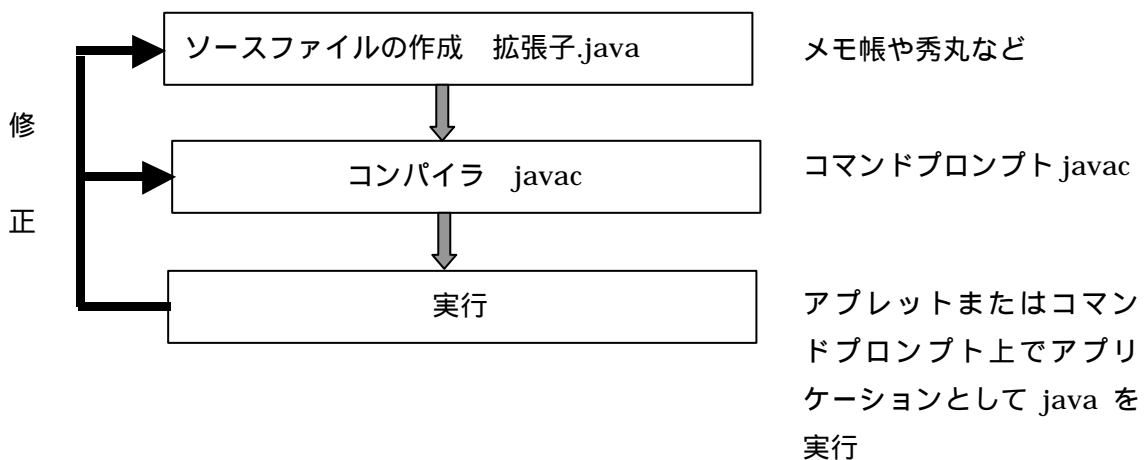 ソースファイルの作成　拡張子.java
メモ帳や秀丸など
修
正
コンパイラ　javac
コマンドプロンプト javac
実行
アプレットまたはコマン
ドプロンプト上でアプリ
ケーションとして java を
実行